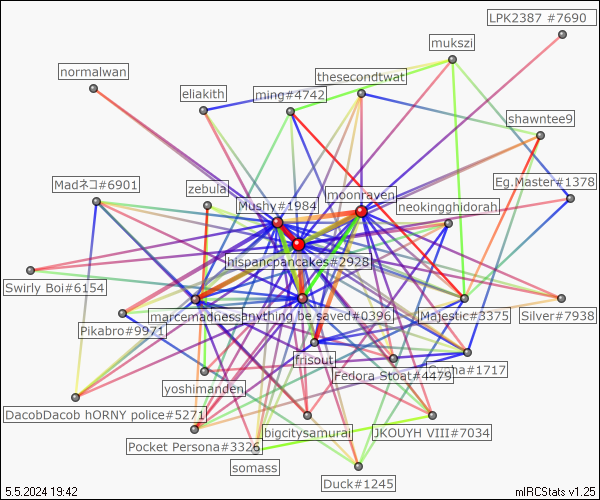 LPK2387 #7690
mukszi
normalwan
thesecondtwat
eliakith
ming#4742
shawntee9
Madネコ#6901
zebula
Eg.Master#1378
moonraven
Mushy#1984
neokingghidorah
hispancpancakes#2928
Swirly Boi#6154
marcemadness
anything be saved#0396
Majestic#3375
Silver#7938
Pikabro#9971
frisout
#1717
Fedora Stoat#4479
yoshimanden
DacobDacob hORNY police#5271
bigcitysamurai
JKOUYH VIII#7034
Pocket Persona#3326
somass
Duck#1245
5.5.2024 19:42
mIRCStats v1.25